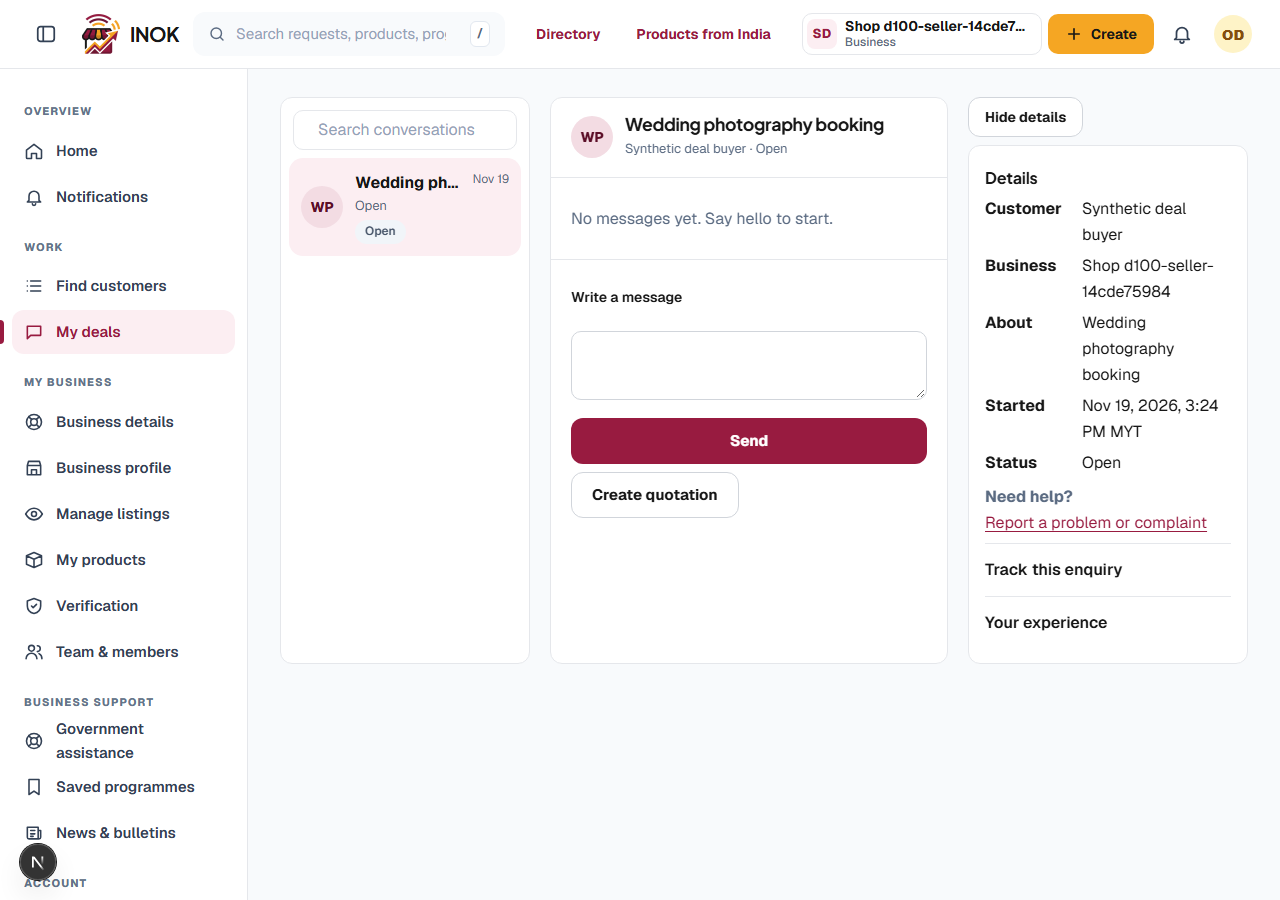 INOK
Search requests, products, pro
/
Directory
Products from India
SD
Shop d100-seller-14cde7...
Business
Create
OD
OVERVIEW
Home
Notifications
WORK
Find customers
My deals
MY BUSINESS
Business details
Business profile
Manage listings
My products
Verification
Team & members
BUSINESS SUPPORT
Government
assistance
Saved programmes
News & bulletins
N
ACCOUNT
Search conversations
WP
Wedding ph...
Nov 19
Open
Open
WP
Wedding photography booking
Synthetic deal buyer · Open
No messages yet. Say hello to start.
Write a message
Send
Create quotation
Hide details
Details
Customer
Synthetic deal
buyer
Business
Shop d100-seller-
14cde75984
About
Wedding
photography
booking
Started
Nov 19, 2026, 3:24
PM MYT
Status
Open
Need help?
Report a problem or complaint
Track this enquiry
Your experience